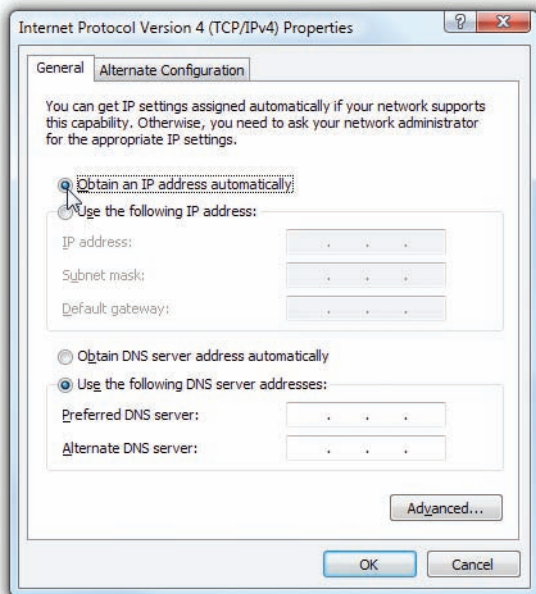 Internet Protocol Version 4 (TCP/IPv4) Properties
General
Alternate Configuration
You can get IP settings assigned automatically if your network supports
this capability. Otherwise, you need to ask your network administrator
for the appropriate IP settings.
Obtain an IP address automatically
Use the following IP address:
IP address:
Subnet mask:
Default gateway:
Obtain DNS server address automatically
Use the following DNS server addresses:
Preferred DNS server:
Alternate DNS server:
Advanced...
OK
Cancel